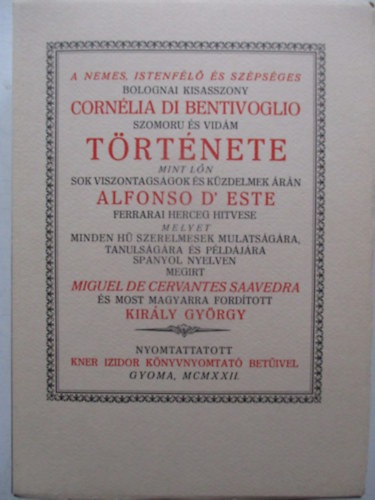 A NEMES, ISTENFÉLŐ ÉS SZÉPSÉGES
BOLOGNAI KISASSZONY
CORNÉLIA DI BENTIVOGLIO
SZOMORU ÉS VIDÁM
TÖRTÉNETE
MINT LŐN
SOK VISZONTAGSÁGOK ÉS KÜZDELMEK ÁRÁN
ALFONSO D' ESTE
FERRARAI HERCEG HITVESE
MELYET
MINDEN HŰ SZERELMESEK MULATSÁGÁRA,
TANULSÁGÁRA ÉS PÉLDÁJÁRA
SPANYOL NYELVEN
MEGIRT
MIGUEL DE CERVANTES SAAVEDRA
ÉS MOST MAGYARRA FORDÍTOTT
KIRÁLY GYÖRGY
NYOMTATTATOTT
KNER IZIDOR KÖNYVNYOMTATÓ BETŰIVEL
GYOMA, MCMXXII.